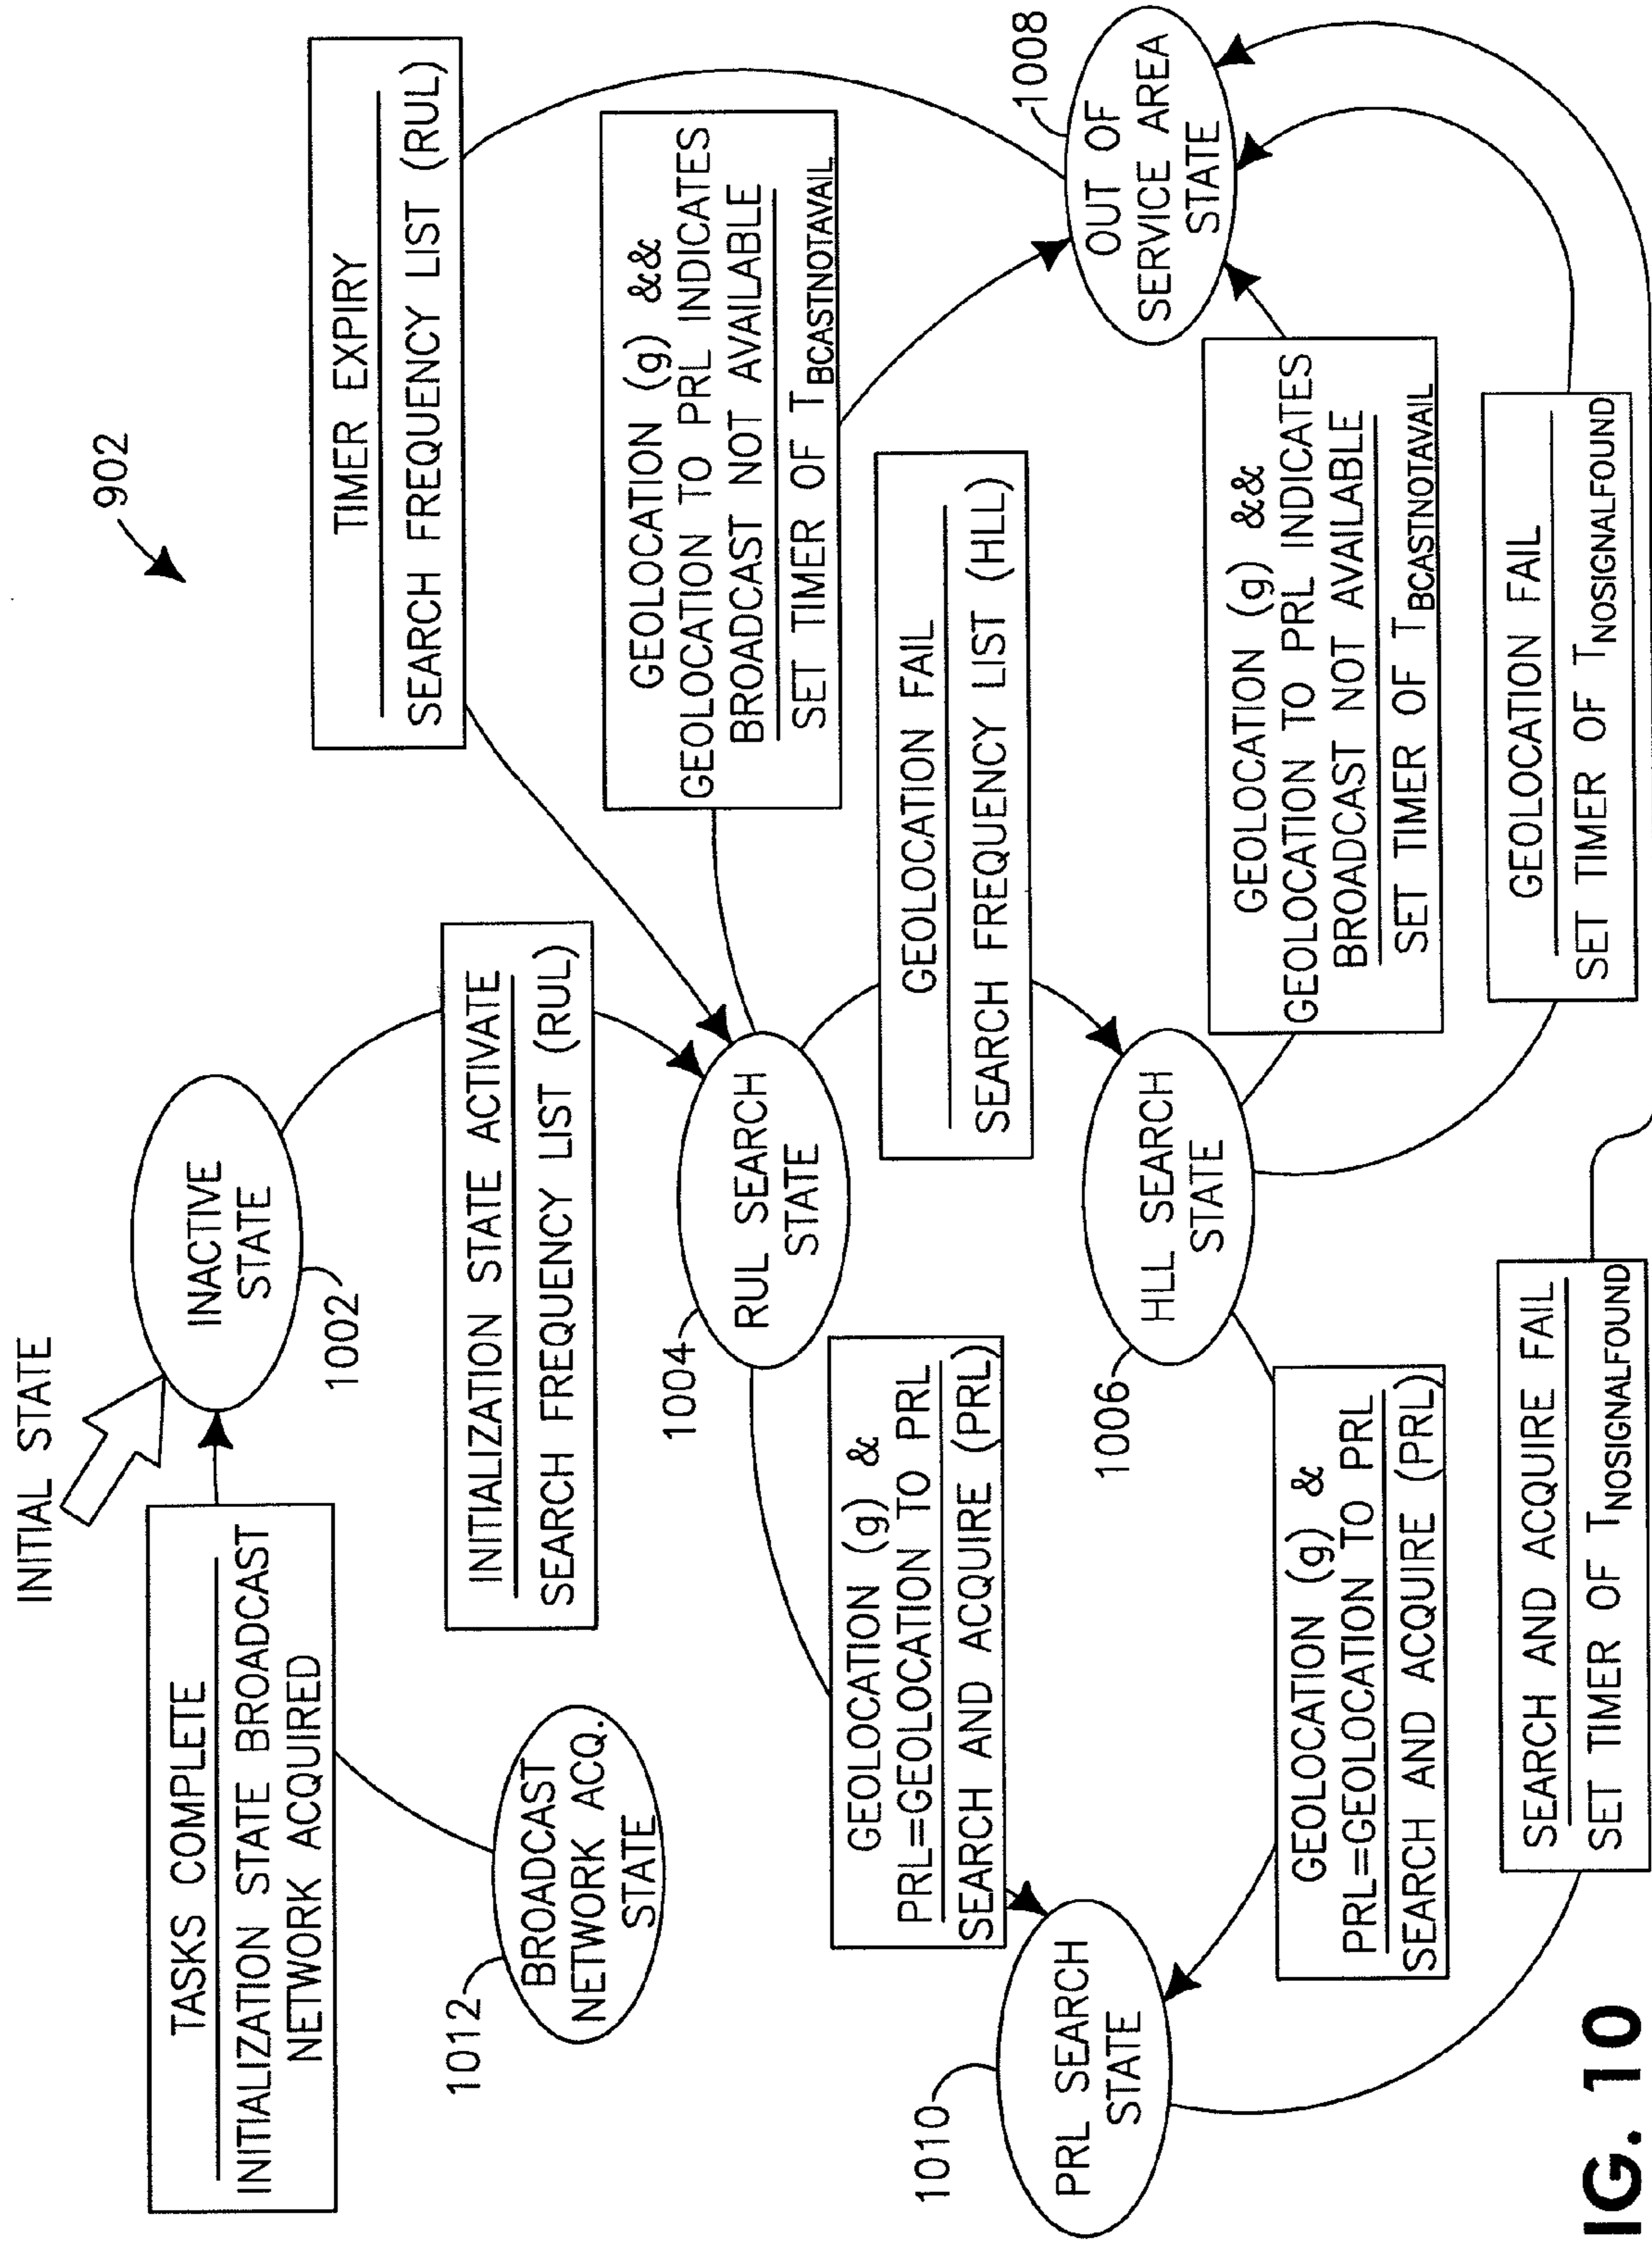 902
INITIAL STATE
TASKS COMPLETE
INITIALIZATION STATE BROADCAST
NETWORK ACQUIRED
INACTIVE
STATE
1002
TIMER EXPIRY
SEARCH FREQUENCY LIST (RUL)
BROADCAST
NETWORK ACQ.
STATE
1012
INITIALIZATION STATE ACTIVATE
SEARCH FREQUENCY LIST (RUL)
GEOLOCATION (g) &&
GEOLOCATION TO PRL INDICATES
BROADCAST NOT AVAILABLE
SET TIMER OF TBCASTNOTAVAIL
1004
RUL SEARCH
STATE
GEOLOCATION (g) &
PRL=GEOLOCATION TO PRL
SEARCH AND ACQUIRE (PRL)
GEOLOCATION FAIL
SEARCH FREQUENCY LIST (HLL)
1008
OUT OF
SERVICE AREA
STATE
1010
PRL SEARCH
STATE
1006
HLL SEARCH
STATE
GEOLOCATION (g) &&
GEOLOCATION TO PRL INDICATES
BROADCAST NOT AVAILABLE
SET TIMER OF TBCASTNOTAVAIL
GEOLOCATION (g) &
PRL=GEOLOCATION TO PRL
SEARCH AND ACQUIRE (PRL)
GEOLOCATION FAIL
SET TIMER OF TNOSIGNALFOUND
SEARCH AND ACQUIRE FAIL
SET TIMER OF TNOSIGNALFOUND
IG. 10